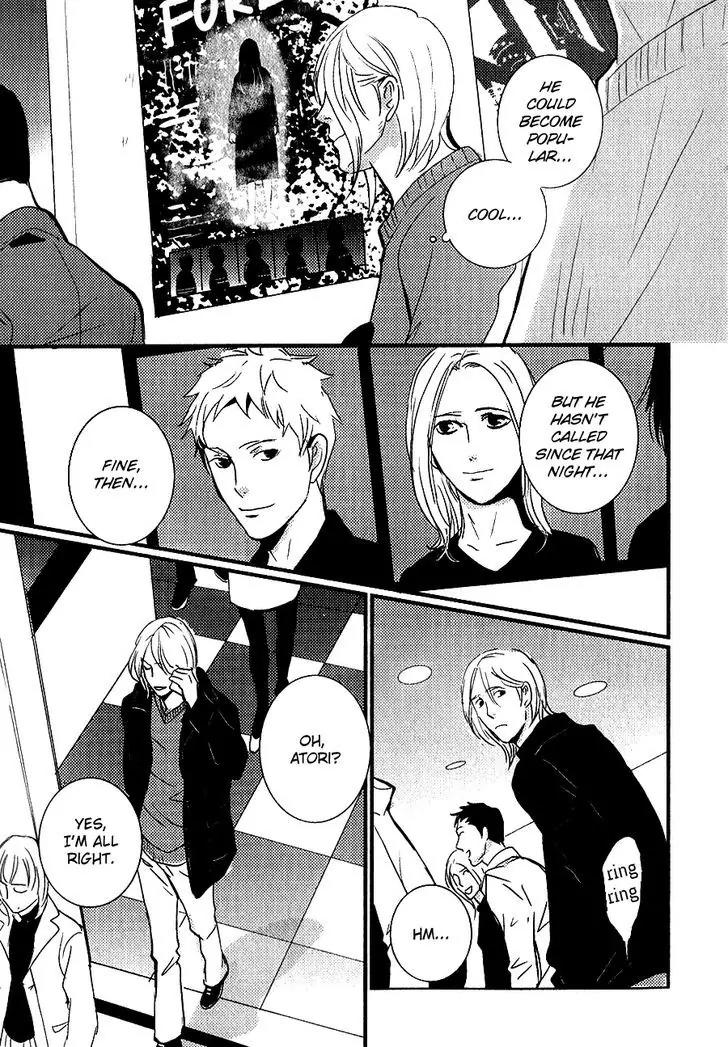 FORE
HE
COULD
BECOME
POPU-
LAR...
COOL...
BUT HE
HASN'T
CALLED
SINCE THAT
NIGHT...
FINE,
THEN...
ring
ring
HM...
OH,
ATORI?
YES,
I'M ALL
RIGHT.